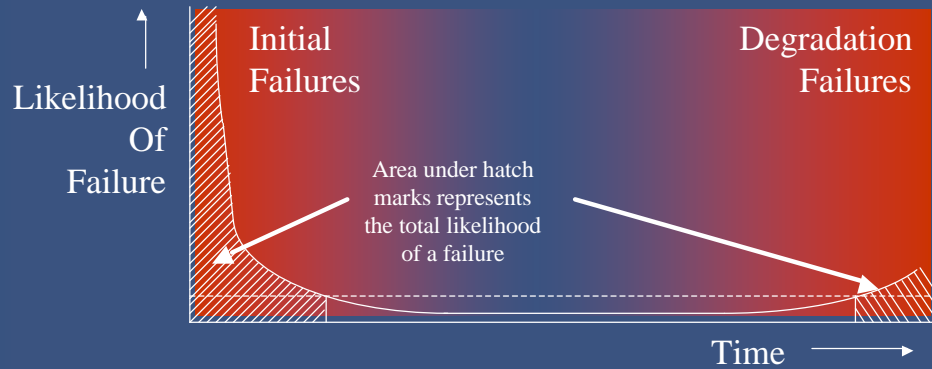 Initial
Failures
Degradation
Failures
Likelihood
Of
Failure
Area under hatch
marks represents
the total likelihood
of a failure
Time